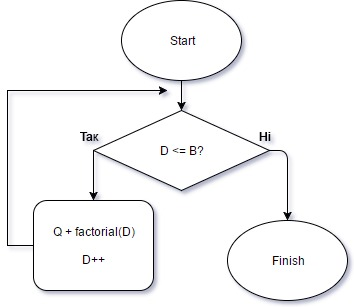 Start
D <= B?
Так
Ні
Q + factorial(D)
D++
Finish